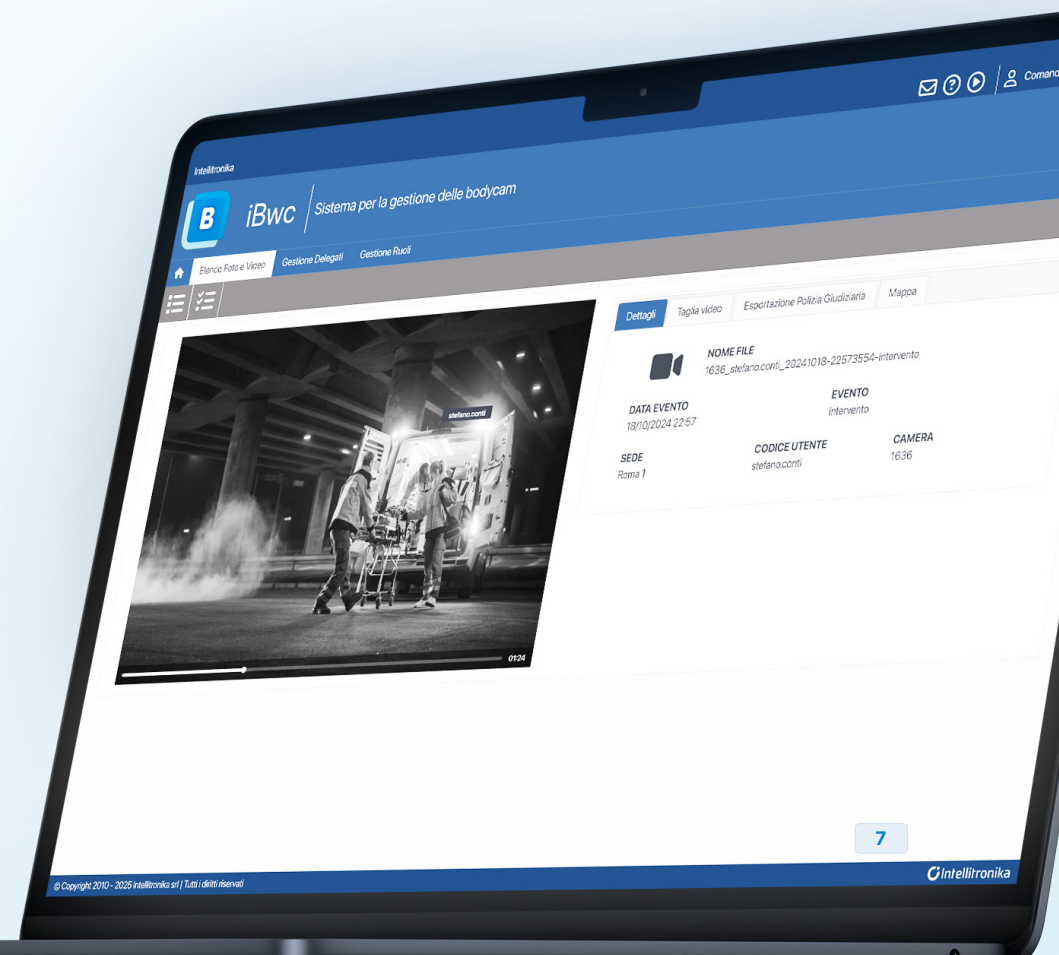 Intellitronika
B
iBwc
Sistema per la gestione delle bodycam
Elenco Foto e Video
Gestione Delegati
Gestione Ruoli
stefano.conti
01:24
Dettagli
Taglia video
Esportazione Polizia Giudiziaria
Mappa
NOME FILE
1636_stefano.conti_20241018-22573554-intervento
DATA EVENTO
18/10/2024 22:57
EVENTO
intervento
SEDE
Roma 1
CODICE UTENTE
stefano.conti
CAMERA
1636
7
© Copyright 2010 - 2025 Intellitronika srl | Tutti i diritti riservati
Intellitronika